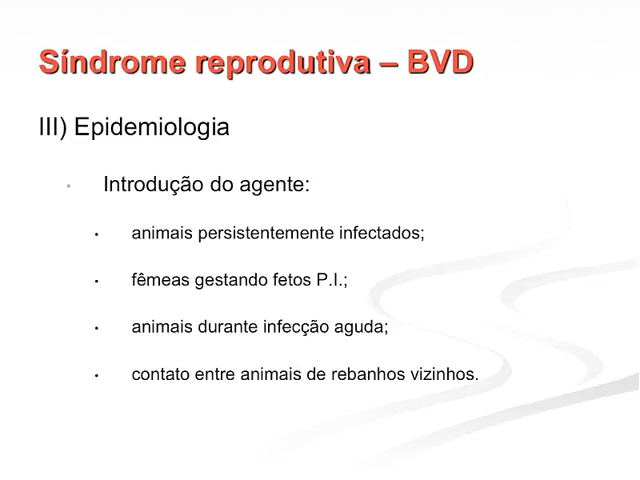 Síndrome reprodutiva – BVD
III) Epidemiologia
• Introdução do agente:
• animais persistentemente infectados;
• fêmeas gestando fetos P.I.;
• animais durante infecção aguda;
• contato entre animais de rebanhos vizinhos.